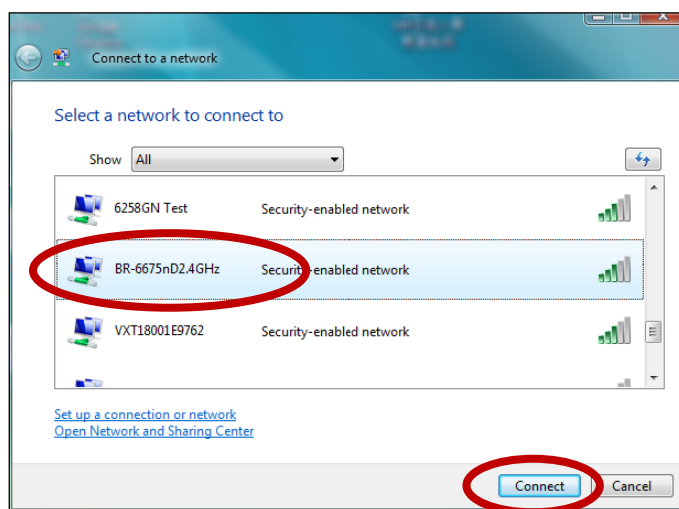 Connect to a network
Select a network to connect to
Show All
6258GN Test Security-enabled network
BR-6675nD2.4GHz Security-enabled network
VXT18001E9762 Security-enabled network
Set up a connection or network
Open Network and Sharing Center
Connect Cancel